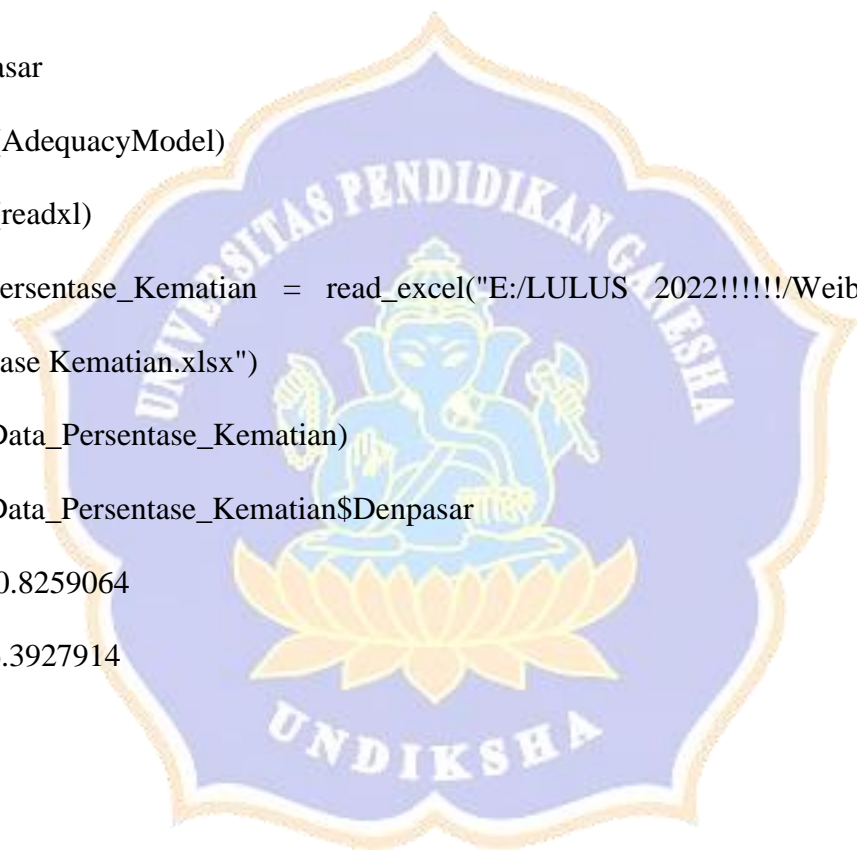 asar
(AdequacyModel)
(readxl)
ersentase_Kematian = read_excel("E:/LULUS 2022!!!!!!/Weib
ase Kematian.xlsx")
Data_Persentase_Kematian)
Data_Persentase_Kematian$Denpasar
0.8259064
.3927914
UNIVERSITAS PENDIDIKAN GANESHA
UNDIKSHA